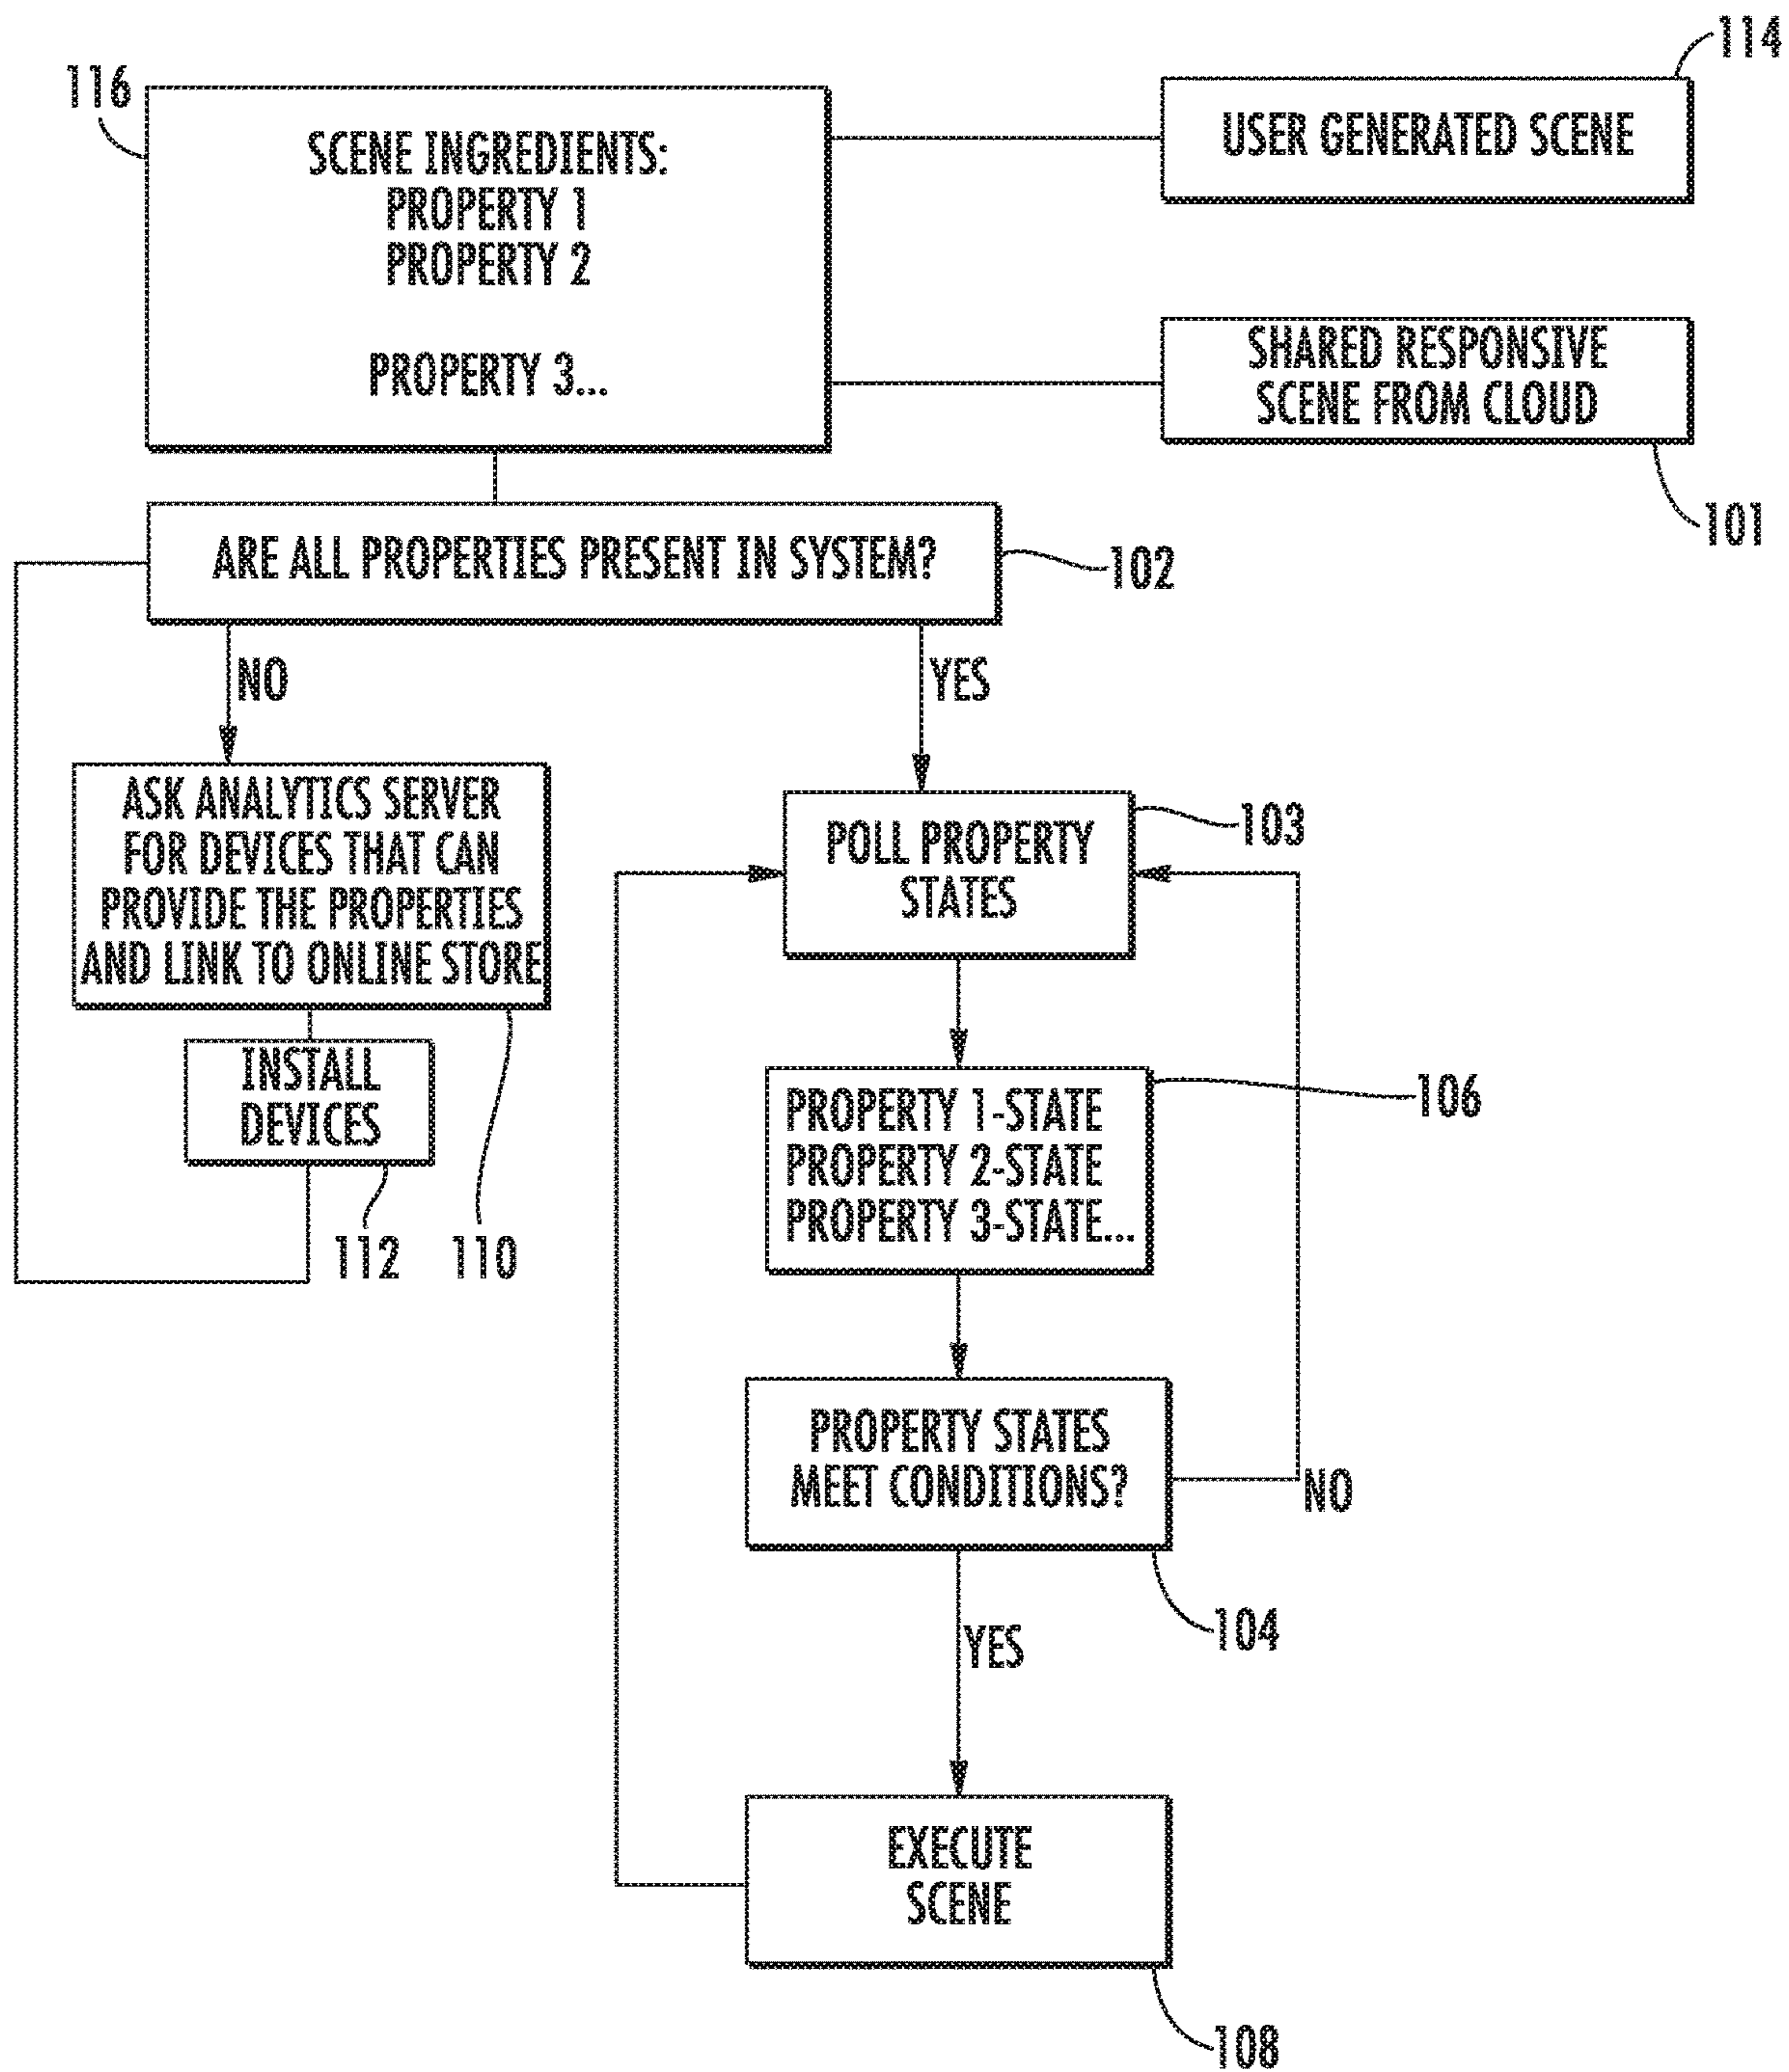 114
116
SCENE INGREDIENTS:
PROPERTY 1
PROPERTY 2
PROPERTY 3...
USER GENERATED SCENE
SHARED RESPONSIVE
SCENE FROM CLOUD
101
ARE ALL PROPERTIES PRESENT IN SYSTEM?
102
NO
YES
ASK ANALYTICS SERVER
FOR DEVICES THAT CAN
PROVIDE THE PROPERTIES
AND LINK TO ONLINE STORE
INSTALL
DEVICES
112
110
POLL PROPERTY
STATES
103
PROPERTY 1-STATE
PROPERTY 2-STATE
PROPERTY 3-STATE...
106
PROPERTY STATES
MEET CONDITIONS?
NO
104
YES
EXECUTE
SCENE
108